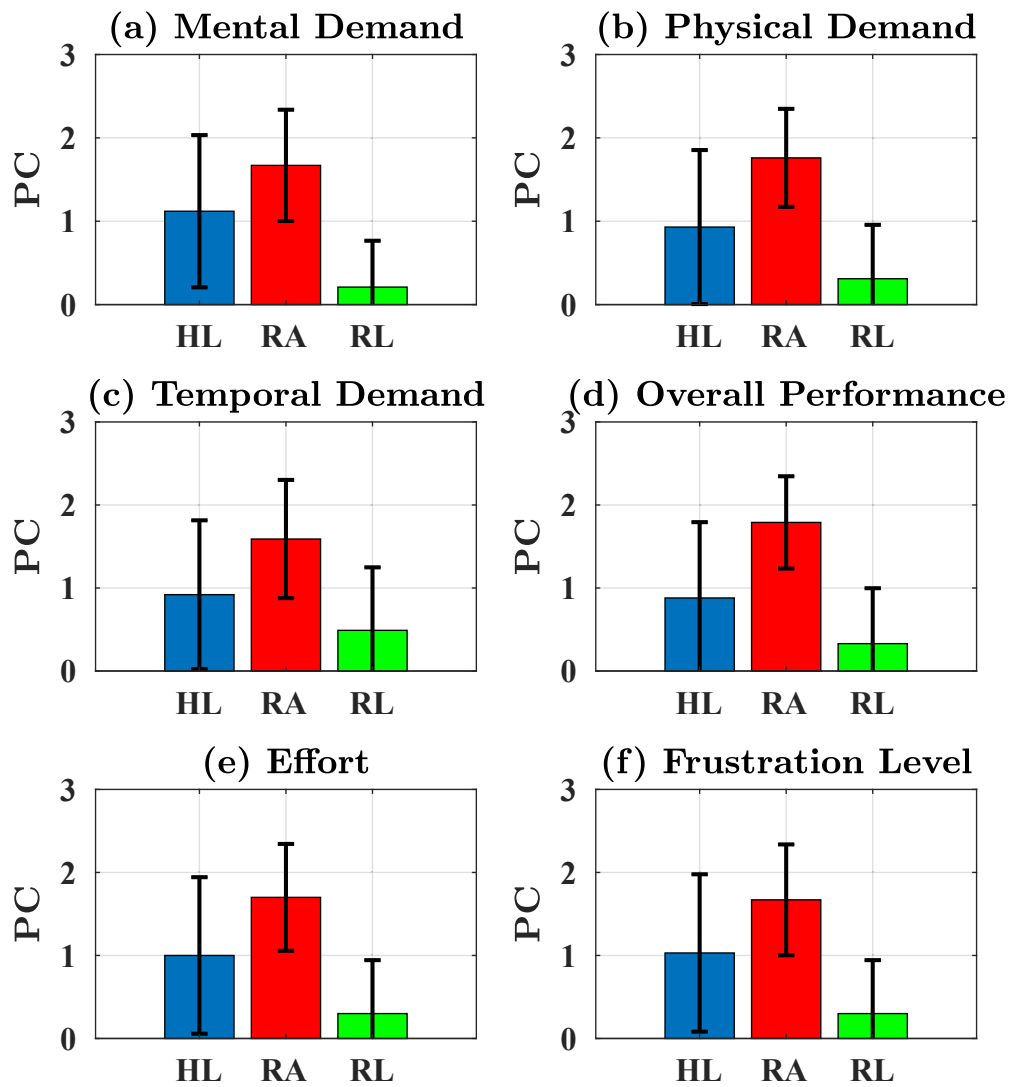 (a) Mental Demand
PC
3
2
1
0
HL RA RL
(b) Physical Demand
PC
3
2
1
0
HL RA RL
(c) Temporal Demand
PC
3
2
1
0
HL RA RL
(d) Overall Performance
PC
3
2
1
0
HL RA RL
(e) Effort
PC
3
2
1
0
HL RA RL
(f) Frustration Level
PC
3
2
1
0
HL RA RL